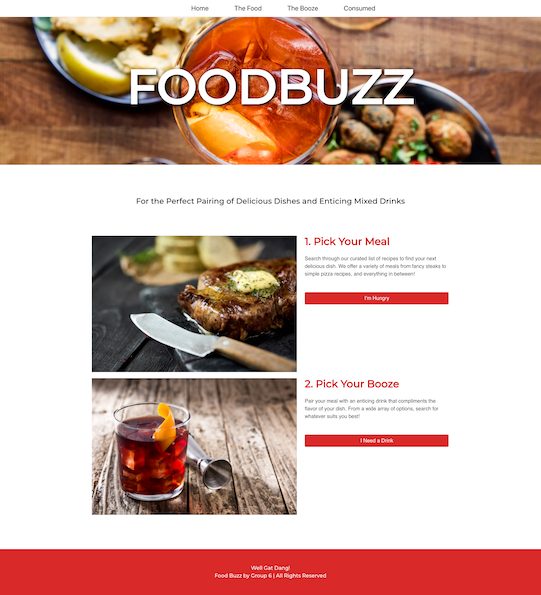 Home The Food The Booze Consumed
FOODBUZZ
For the Perfect Pairing of Delicious Dishes and Enticing Mixed Drinks
1. Pick Your Meal
Search through our curated list of recipes to find your next
delicious dish. We offer a variety of meals from fancy steaks to
simple pizza recipes, and everything in between!
I'm Hungry
2. Pick Your Booze
Pair your meal with an enticing drink that compliments the
flavor of your dish. From a wide array of options, search for
whatever suits you best!
I Need a Drink
Well Gat Dang!
Food Buzz by Group 6 | All Rights Reserved